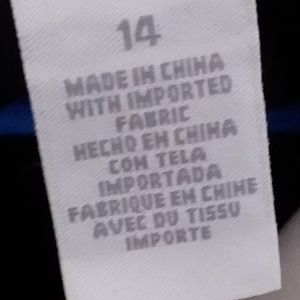 14
MADE IN CHINA
WITH IMPORTED
FABRIC
HECHO EN CHINA
CON TELA
IMPORTADA
FABRIQUE EN CHINE
AVEC DU TISSU
IMPORTE